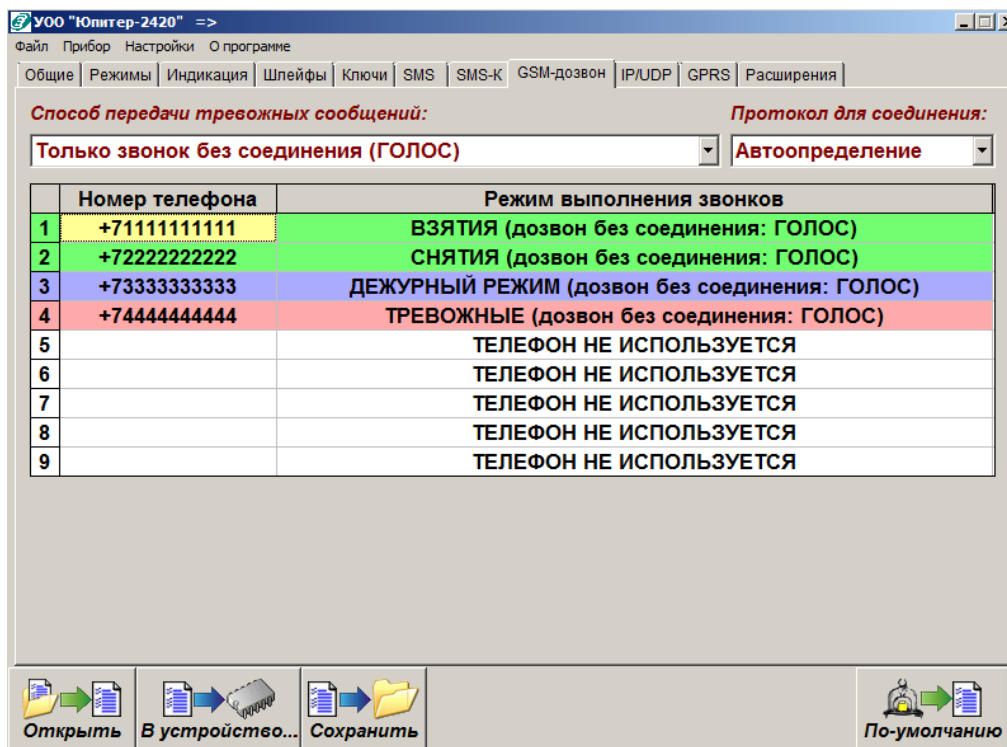 УОО "Юпитер-2420" =>
Файл Прибор Настройки О программе
Общие Режимы Индикация Шлейфы Ключи SMS SMS-К GSM-дозвон IP/UDP GPRS Расширения
Способ передачи тревожных сообщений: Протокол для соединения:
Только звонок без соединения (ГОЛОС) Автоопределение
Номер телефона Режим выполнения звонков
1 +71111111111 ВЗЯТИЯ (дозвон без соединения: ГОЛОС)
2 +72222222222 СНЯТИЯ (дозвон без соединения: ГОЛОС)
3 +73333333333 ДЕЖУРНЫЙ РЕЖИМ (дозвон без соединения: ГОЛОС)
4 +74444444444 ТРЕВОЖНЫЕ (дозвон без соединения: ГОЛОС)
5 ТЕЛЕФОН НЕ ИСПОЛЬЗУЕТСЯ
6 ТЕЛЕФОН НЕ ИСПОЛЬЗУЕТСЯ
7 ТЕЛЕФОН НЕ ИСПОЛЬЗУЕТСЯ
8 ТЕЛЕФОН НЕ ИСПОЛЬЗУЕТСЯ
9 ТЕЛЕФОН НЕ ИСПОЛЬЗУЕТСЯ
Открыть В устройство... Сохранить По-умолчанию